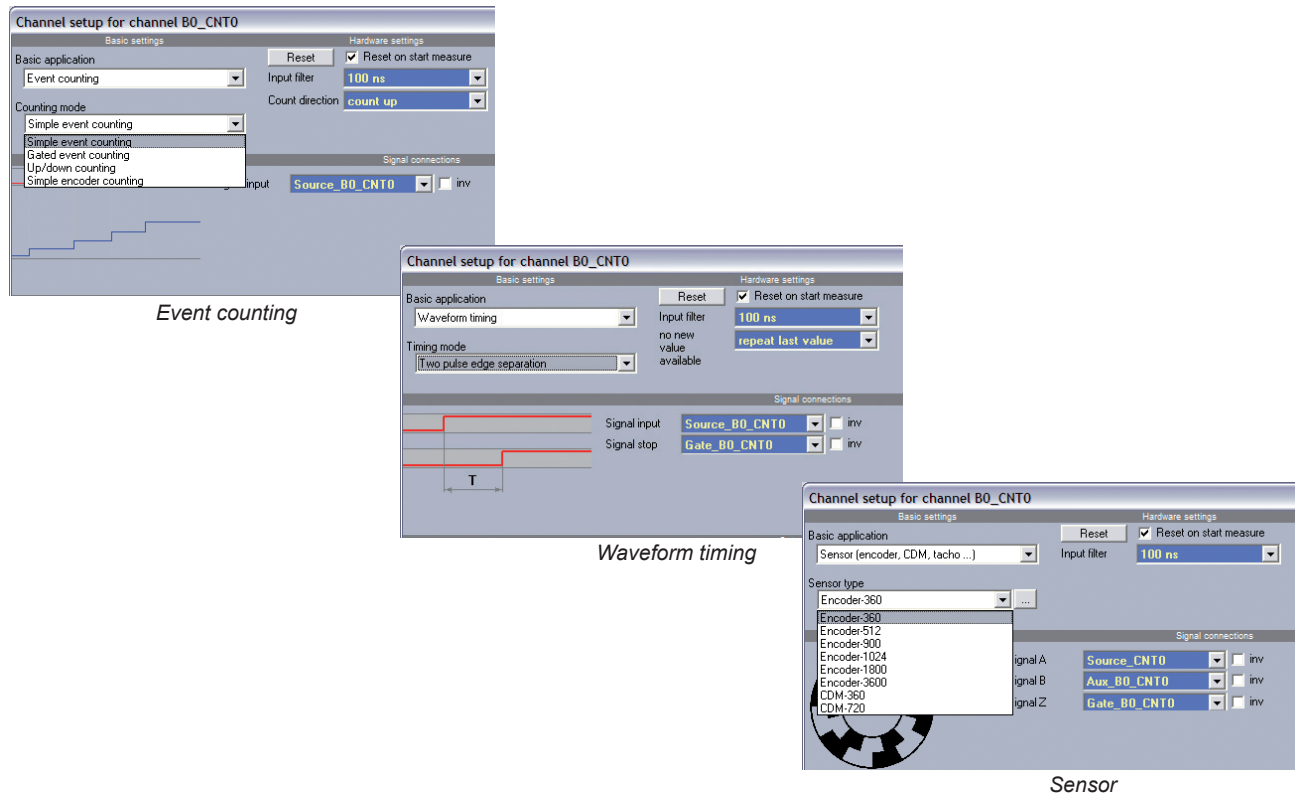 Channel setup for channel B0_CNT0
Basic settings
Hardware settings
Basic application
Reset
Reset on start measure
Event counting
Input filter
100 ns
Count direction
count up
Counting mode
Simple event counting
Simple event counting
Gated event counting
Up/down counting
Simple encoder counting
Signal connections
input
Source_B0_CNT0
inv
Event counting
Channel setup for channel B0_CNT0
Basic settings
Hardware settings
Basic application
Reset
Reset on start measure
Waveform timing
Input filter
100 ns
no new
value
available
repeat last value
Timing mode
Two pulse edge separation
Signal connections
Signal input
Source_B0_CNT0
inv
Signal stop
Gate_B0_CNT0
inv
T
Waveform timing
Channel setup for channel B0_CNT0
Basic settings
Hardware settings
Basic application
Reset
Reset on start measure
Sensor (encoder, CDM, tacho ...)
Input filter
100 ns
Sensor type
Encoder-360
...
Encoder-360
Encoder-512
Encoder-900
Encoder-1024
Encoder-1800
Encoder-3600
CDM-360
CDM-720
Signal connections
ignal A
Source_CNT0
inv
ignal B
Aux_B0_CNT0
inv
ignal Z
Gate_B0_CNT0
inv
Sensor